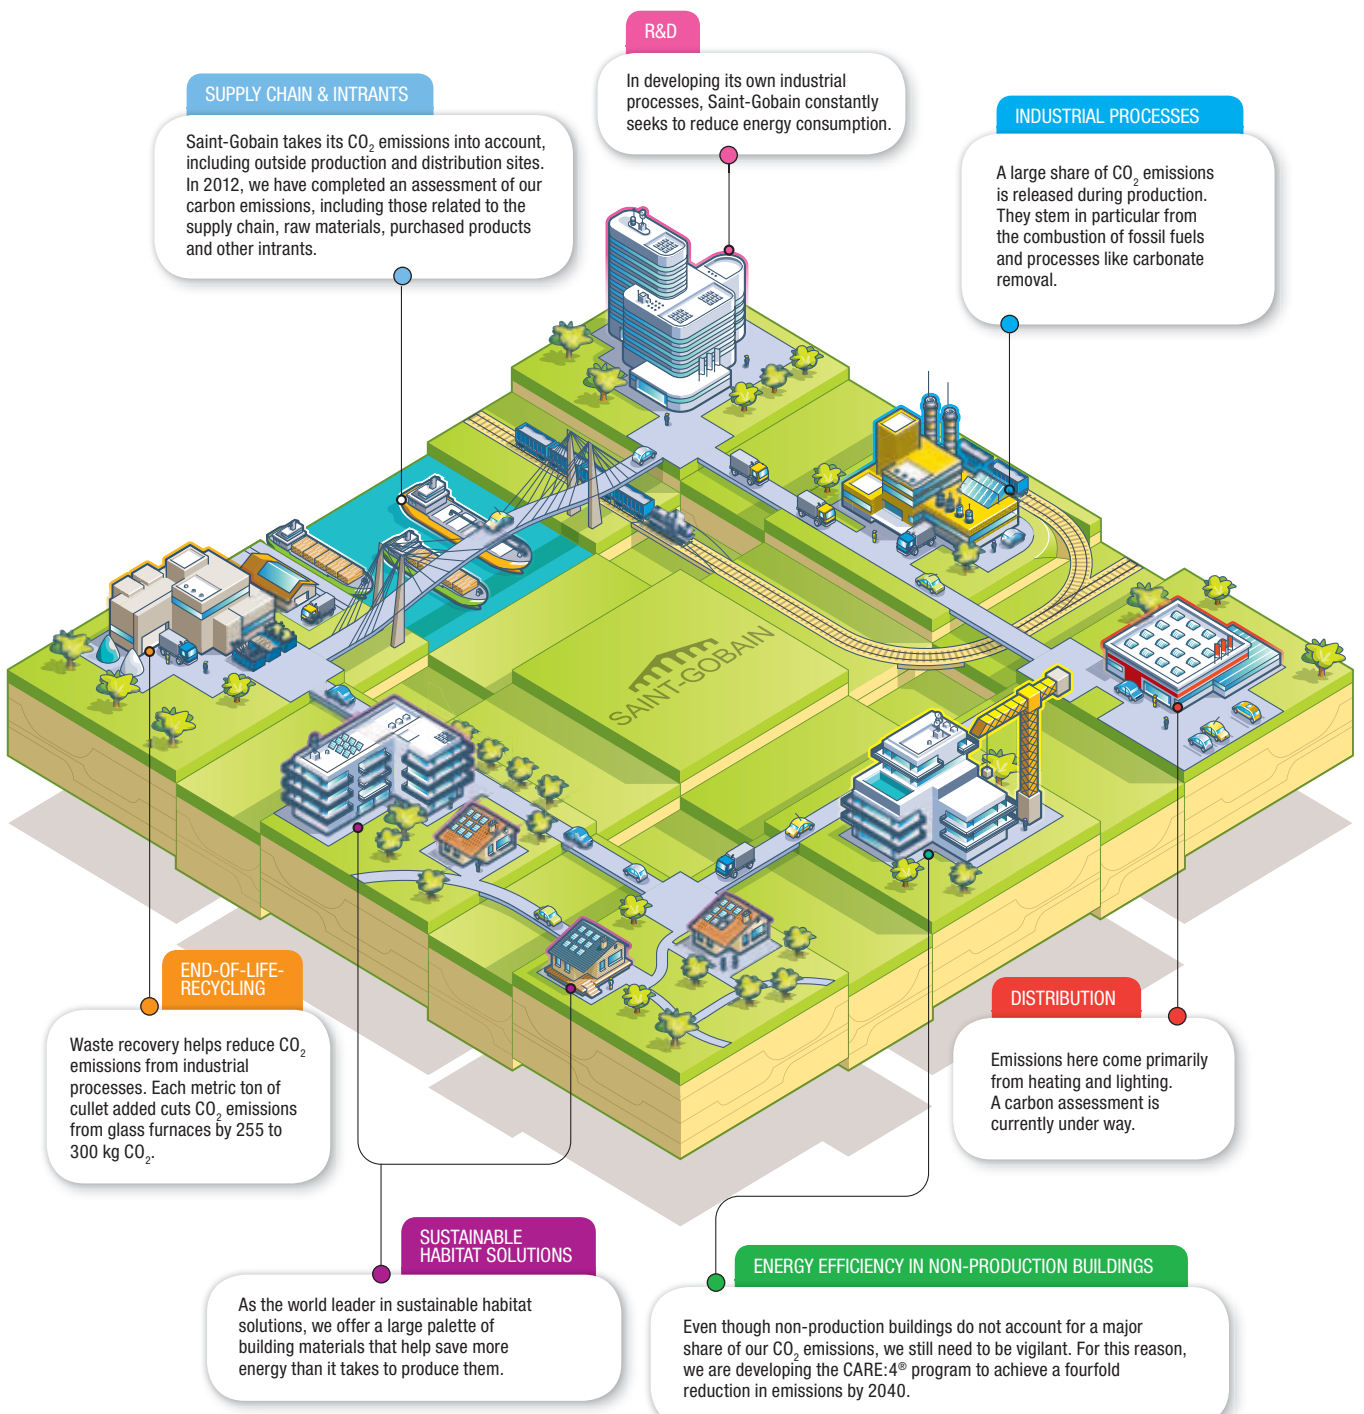 R&D
In developing its own industrial
processes, Saint-Gobain constantly
seeks to reduce energy consumption.
SUPPLY CHAIN & INTRANTS
Saint-Gobain takes its CO₂ emissions into account,
including outside production and distribution sites.
In 2012, we have completed an assessment of our
carbon emissions, including those related to the
supply chain, raw materials, purchased products
and other intrants.
INDUSTRIAL PROCESSES
A large share of CO₂ emissions
is released during production.
They stem in particular from
the combustion of fossil fuels
and processes like carbonate
removal.
SAINT-GOBAIN
END-OF-LIFE-
RECYCLING
Waste recovery helps reduce CO₂
emissions from industrial
processes. Each metric ton of
cullet added cuts CO₂ emissions
from glass furnaces by 255 to
300 kg CO₂.
DISTRIBUTION
Emissions here come primarily
from heating and lighting.
A carbon assessment is
currently under way.
SUSTAINABLE
HABITAT SOLUTIONS
As the world leader in sustainable habitat
solutions, we offer a large palette of
building materials that help save more
energy than it takes to produce them.
ENERGY EFFICIENCY IN NON-PRODUCTION BUILDINGS
Even though non-production buildings do not account for a major
share of our CO₂ emissions, we still need to be vigilant. For this reason,
we are developing the CARE:4® program to achieve a fourfold
reduction in emissions by 2040.